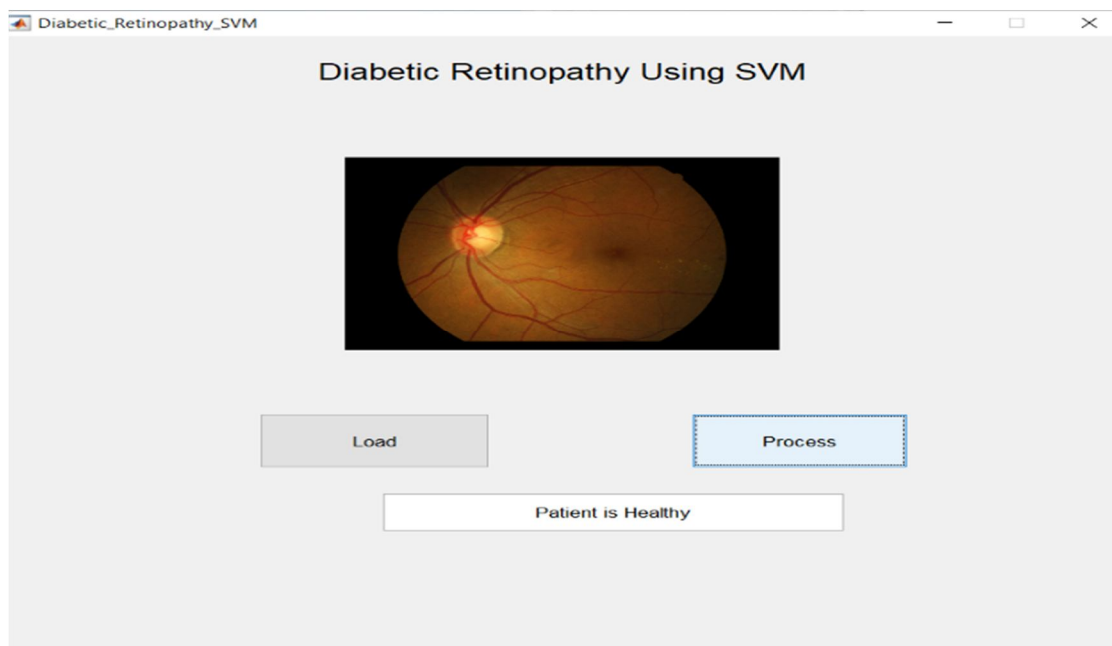 Diabetic_Retinopathy_SVM
Diabetic Retinopathy Using SVM
Load
Process
Patient is Healthy